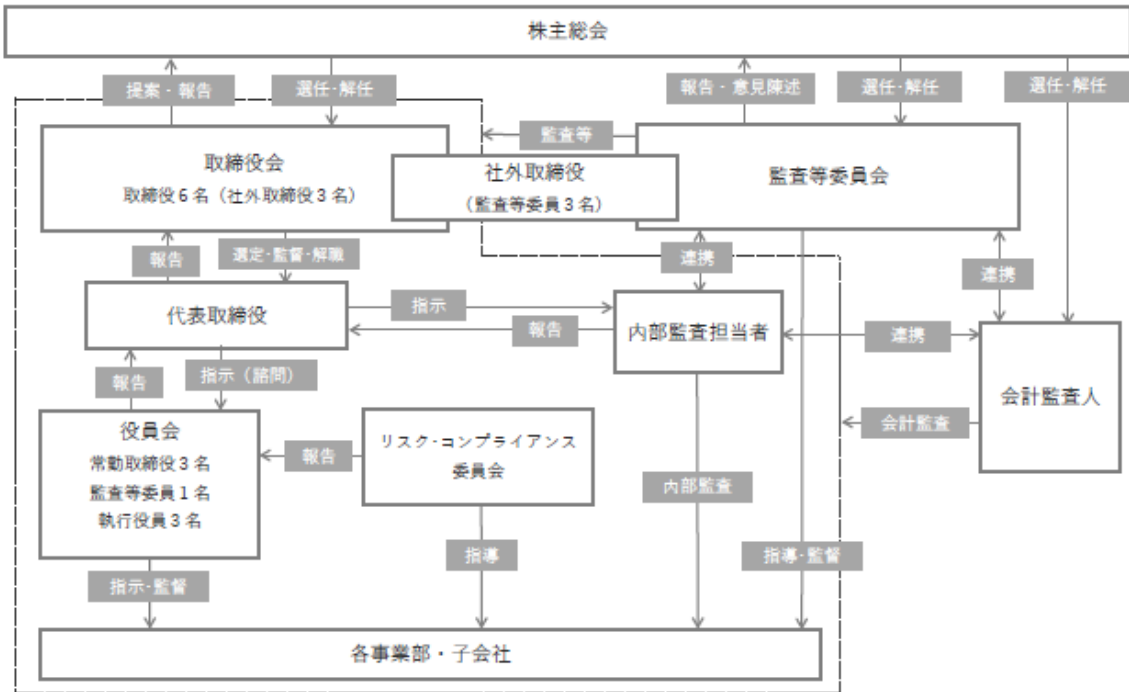 株主総会
提案・報告
選任・解任
報告・意見陳述
選任・解任
選任・解任
監査等
取締役会
取締役6名（社外取締役3名）
社外取締役
（監査等委員3名）
監査等委員会
報告
選定・監督・解職
連携
連携
代表取締役
指示
報告
内部監査担当者
連携
会計監査人
報告
指示（諮問）
会計監査
役員会
常勤取締役3名
監査等委員1名
執行役員3名
報告
リスク・コンプライアンス
委員会
内部監査
指示・監督
指導
指導・監督
各事業部・子会社